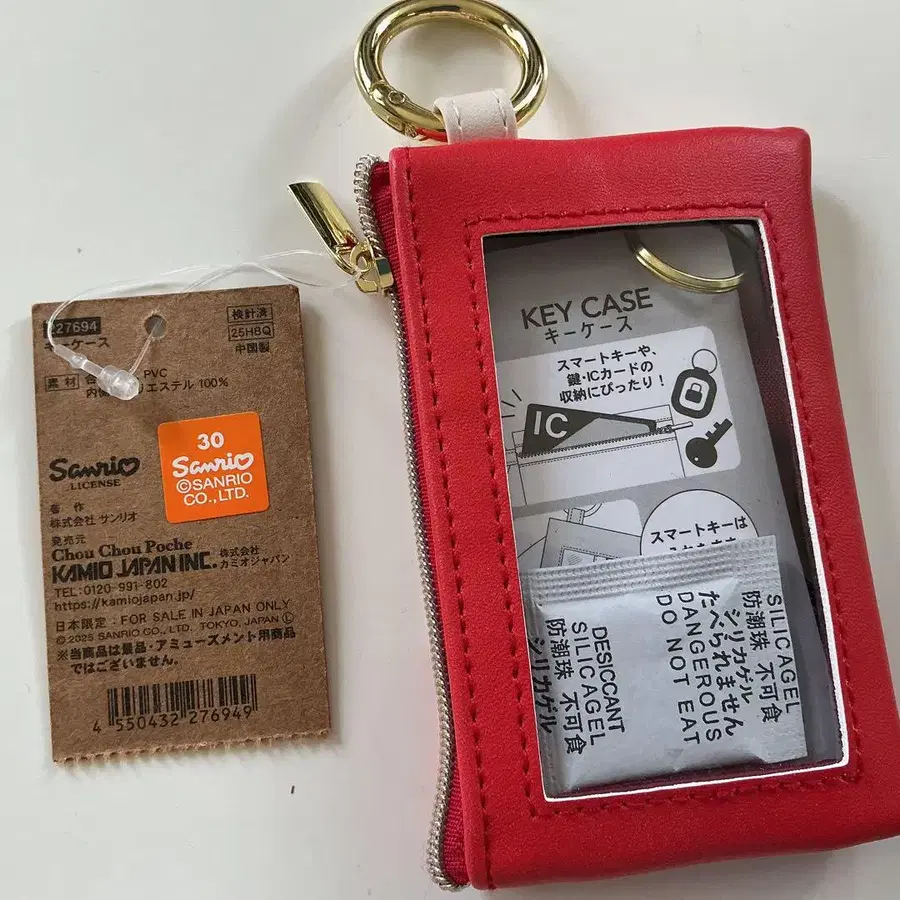 27694
キーケース
検針済
25HBQ
中国製
素材
PVC
エステル 100%
30
Sanrio
©SANRIO
CO., LTD.
Sanrio
LICENSE
著 作
株式会社 サンリオ
発売元
Chou Chou Poche
KAMIO JAPAN INC. 株式会社
カミオジャパン
TEL:0120-991-802
https://kamiojapan.jp/
日本限定:FOR SALE IN JAPAN ONLY
©2025 SANRIO CO., LTD. TOKYO, JAPAN Ⓛ
※当商品は景品・アミューズメント用商品
ではございません。
4 550432 276949
KEY CASE
キーケース
スマートキーや、
鍵・ICカードの
収納にぴったり!
IC
スマートキーは
DESICCANT
SILICAGEL
防潮珠 不可食
シリカゲル
SILICAGEL
防潮珠 不可食
シリカゲル
たべられません
DANGEROUS
DO NOT EAT